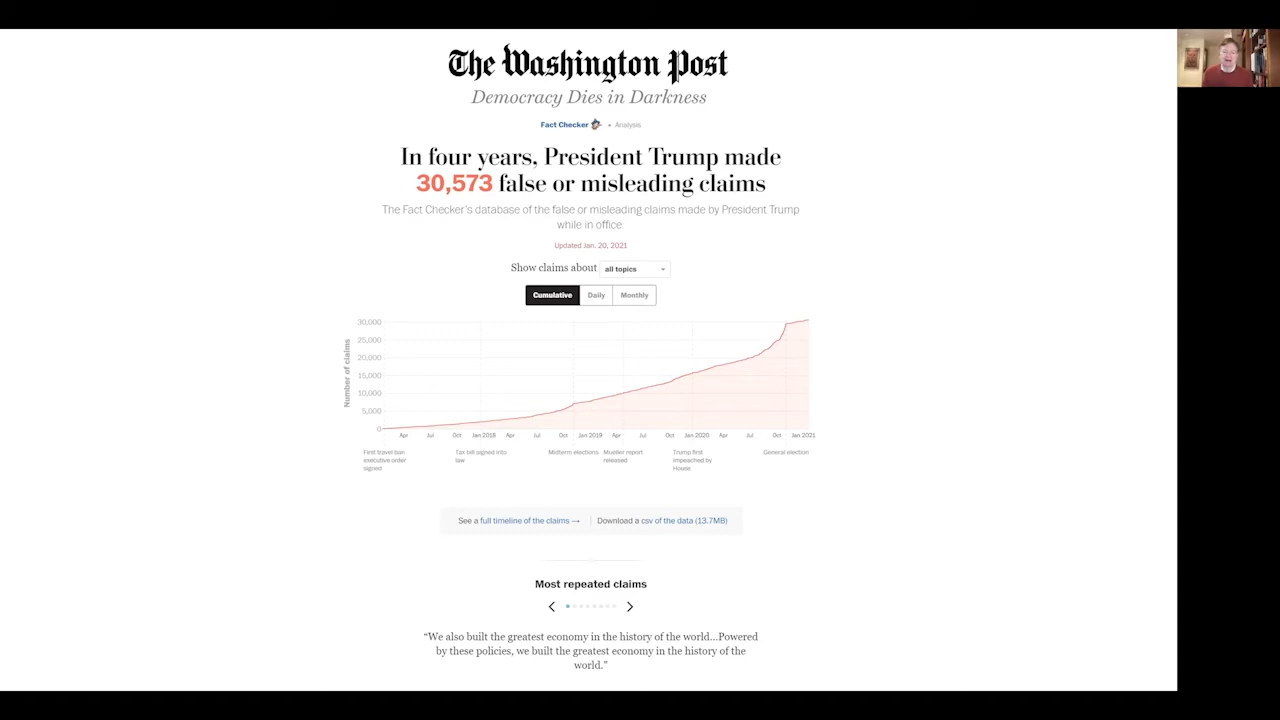 The Washington Post
Democracy Dies in Darkness
Fact Checker • Analysis
In four years, President Trump made
30,573 false or misleading claims
The Fact Checker's database of the false or misleading claims made by President Trump
while in office
Updated Jan. 20, 2021
Show claims about all topics
Cumulative Daily Monthly
Number of claims
30,000
25,000
20,000
15,000
10,000
5,000
0
Apr Jul Oct Jan 2018 Apr Jul Oct Jan 2019 Apr Jul Oct Jan 2020 Apr Jul Oct Jan 2021
First travel ban
executive order
signed
Tax bill signed into
law
Midterm elections
Mueller report
released
Trump first
impeached by
House
General election
See a full timeline of the claims → | Download a csv of the data (13.7MB)
Most repeated claims
“We also built the greatest economy in the history of the world...Powered
by these policies, we built the greatest economy in the history of the
world.”